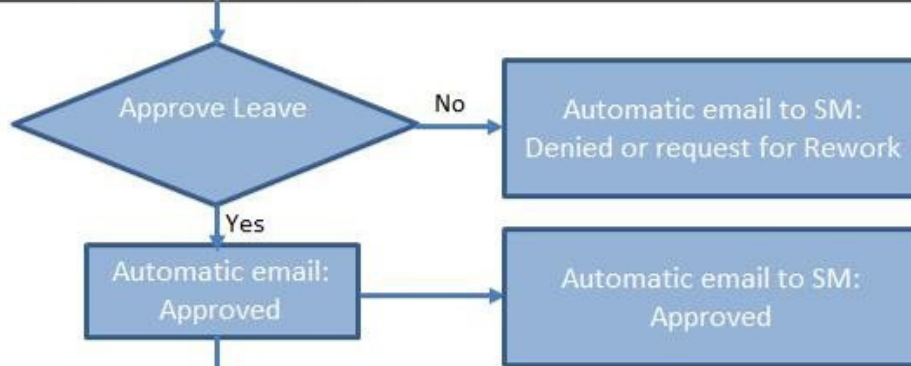 Approve Leave
No
Automatic email to SM:
Denied or request for Rework
Yes
Automatic email:
Approved
Automatic email to SM:
Approved